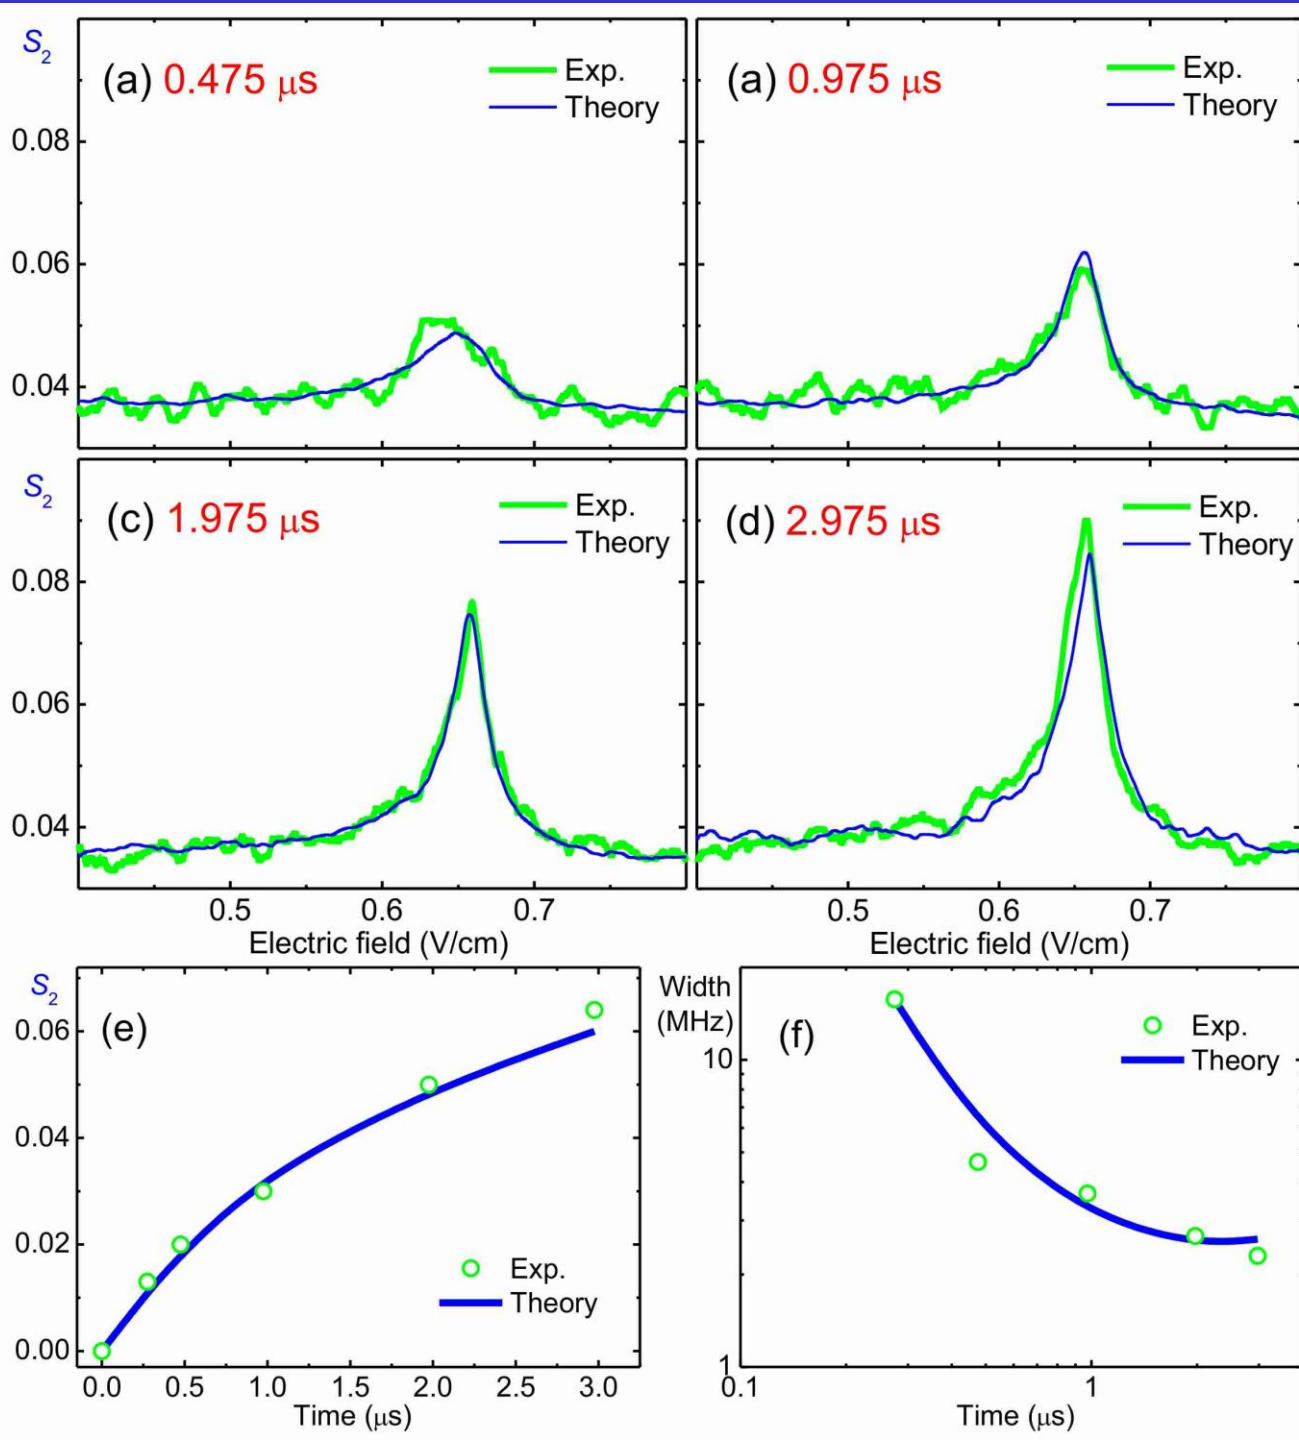 S2
(a) 0.475 μs
Exp.
Theory
0.08
0.06
0.04
(a) 0.975 μs
Exp.
Theory
S2
(c) 1.975 μs
Exp.
Theory
0.08
0.06
0.04
0.5 0.6 0.7
Electric field (V/cm)
(d) 2.975 μs
Exp.
Theory
0.5 0.6 0.7
Electric field (V/cm)
S2
(e)
0.06
0.04
0.02
0.00
Exp.
Theory
0.0 0.5 1.0 1.5 2.0 2.5 3.0
Time (μs)
Width
(MHz)
(f)
Exp.
Theory
10
1
0.1 1
Time (μs)